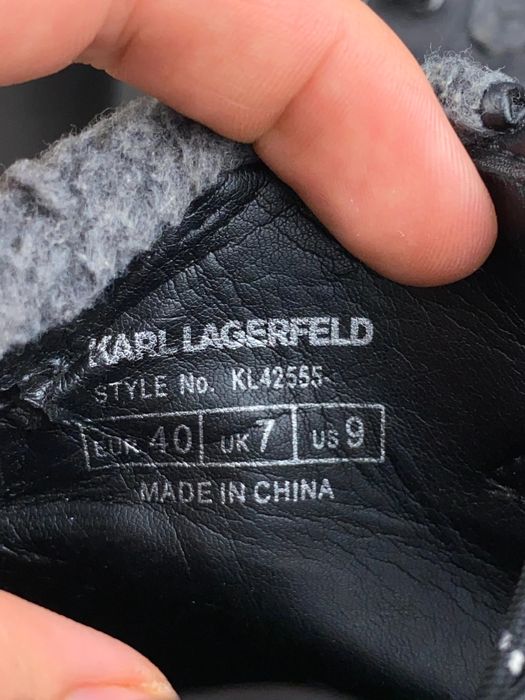 KARL LAGERFELD
STYLE No. KL42555-
EUR 40 UK 7 US 9
MADE IN CHINA